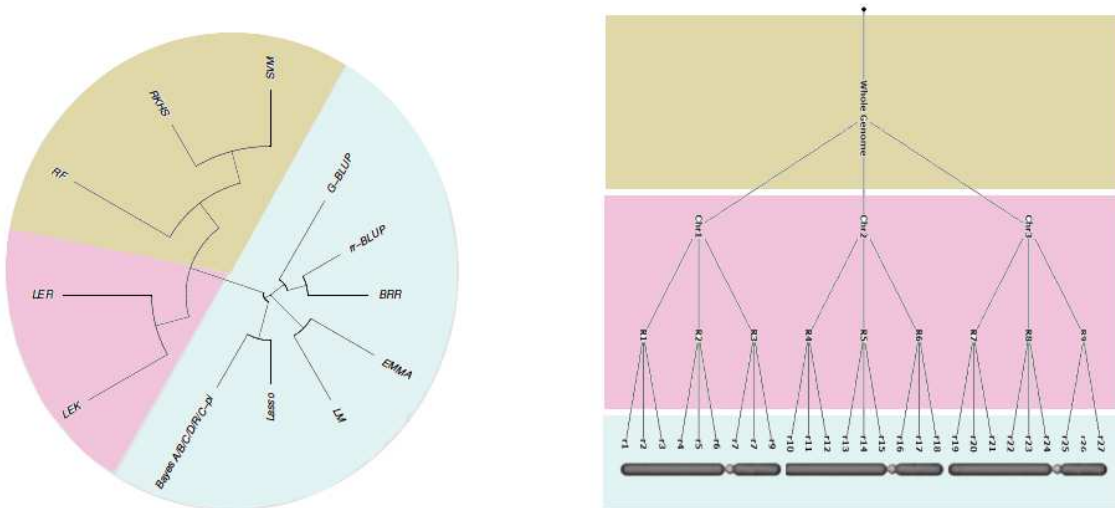 SVM
RKHS
RF
G-BLUP
rr-BLUP
BRR
LER
EMMA
LEK
LM
Lasso
Bayes A/B/C/D/R/C-pi
Whole Genome
Chr1 Chr2 Chr3
R1 R2 R3 R4 R5 R6 R7 R8 R9
r1 r2 r3 r4 r5 r6 r7 r8 r9 r10 r11 r12 r13 r14 r15 r16 r17 r18 r19 r20 r21 r22 r23 r24 r25 r26 r27